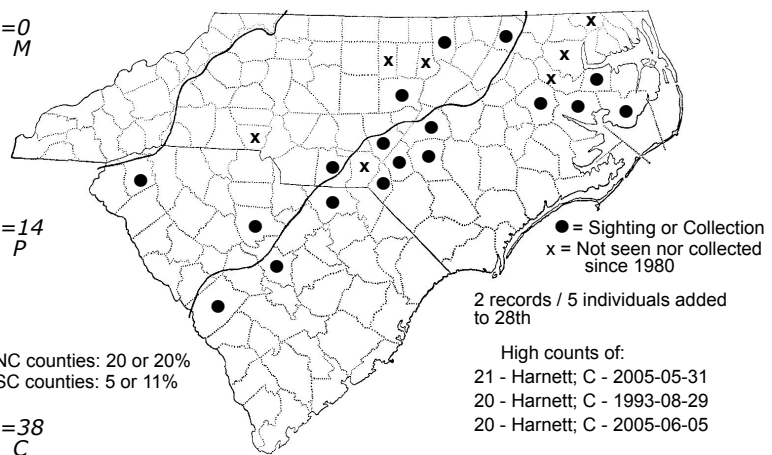 =0
M
=14
P
● = Sighting or Collection
x = Not seen nor collected
since 1980
2 records / 5 individuals added
to 28th
NC counties: 20 or 20%
SC counties: 5 or 11%
High counts of:
21 - Harnett; C - 2005-05-31
20 - Harnett; C - 1993-08-29
20 - Harnett; C - 2005-06-05
=38
C